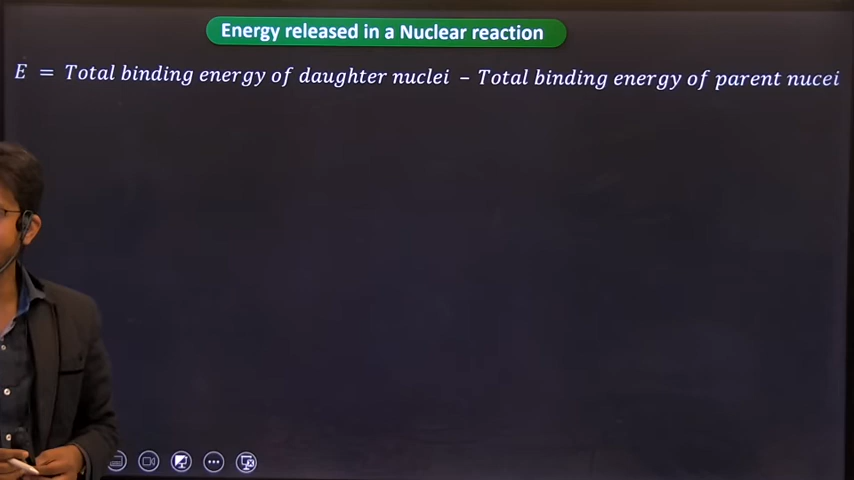 Energy released in a Nuclear reaction
E = Total binding energy of daughter nuclei – Total binding energy of parent nucei